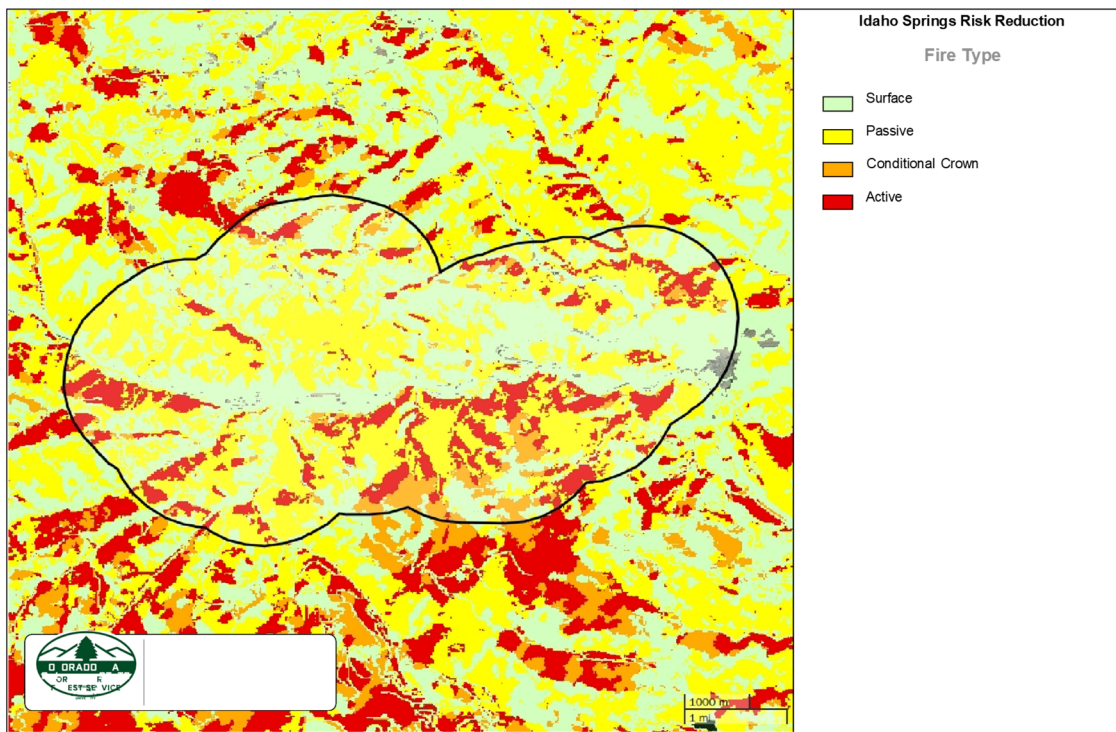 Idaho Springs Risk Reduction
Fire Type
Surface
Passive
Conditional Crown
Active
1000 m
1 mi